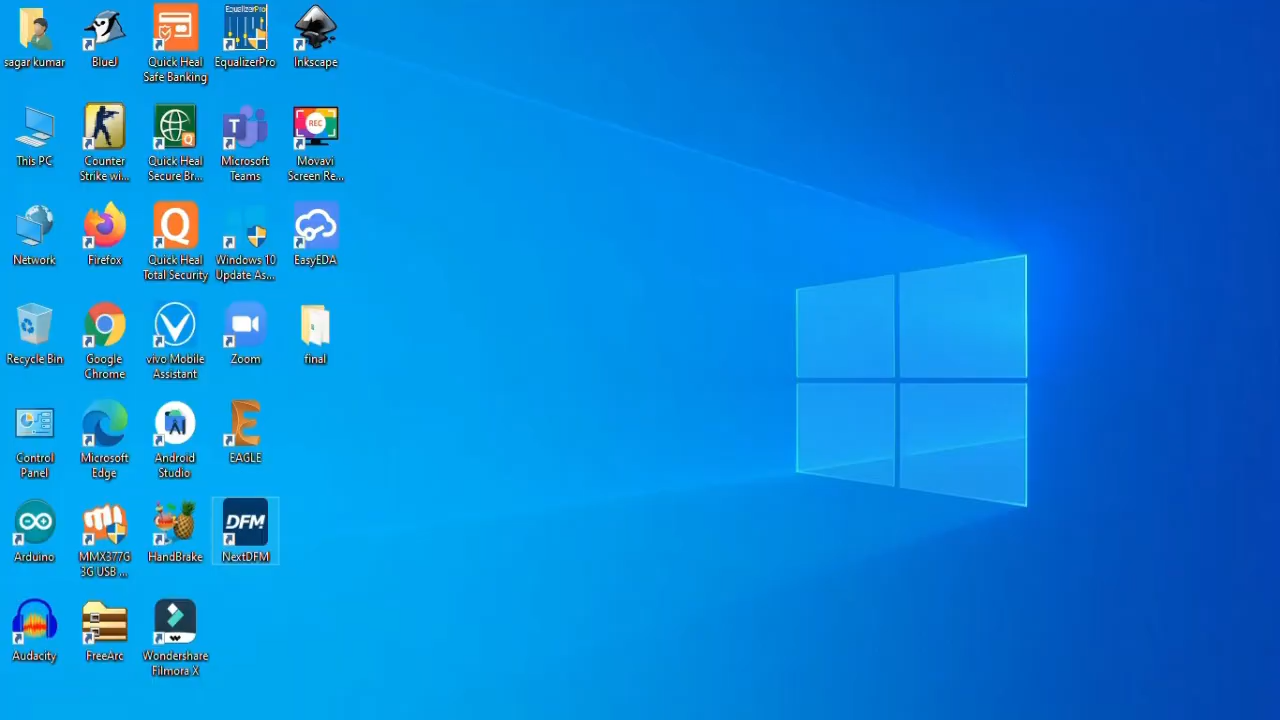 sagar kumar
BlueJ
Quick Heal
Safe Banking
EqualizerPro
EqualizerPro
Inkscape
This PC
Counter
Strike wi...
Quick Heal
Secure Br...
T
Microsoft
Teams
REC
Movavi
Screen Re...
Network
Firefox
Quick Heal
Total Security
Windows 10
Update As...
EasyEDA
Recycle Bin
Google
Chrome
vivo Mobile
Assistant
Zoom
final
Control
Panel
Microsoft
Edge
Android
Studio
EAGLE
Arduino
MMX377G
3G USB ...
HandBrake
DFM
NextDFM
Audacity
FreeArc
Wondershare
Filmora X